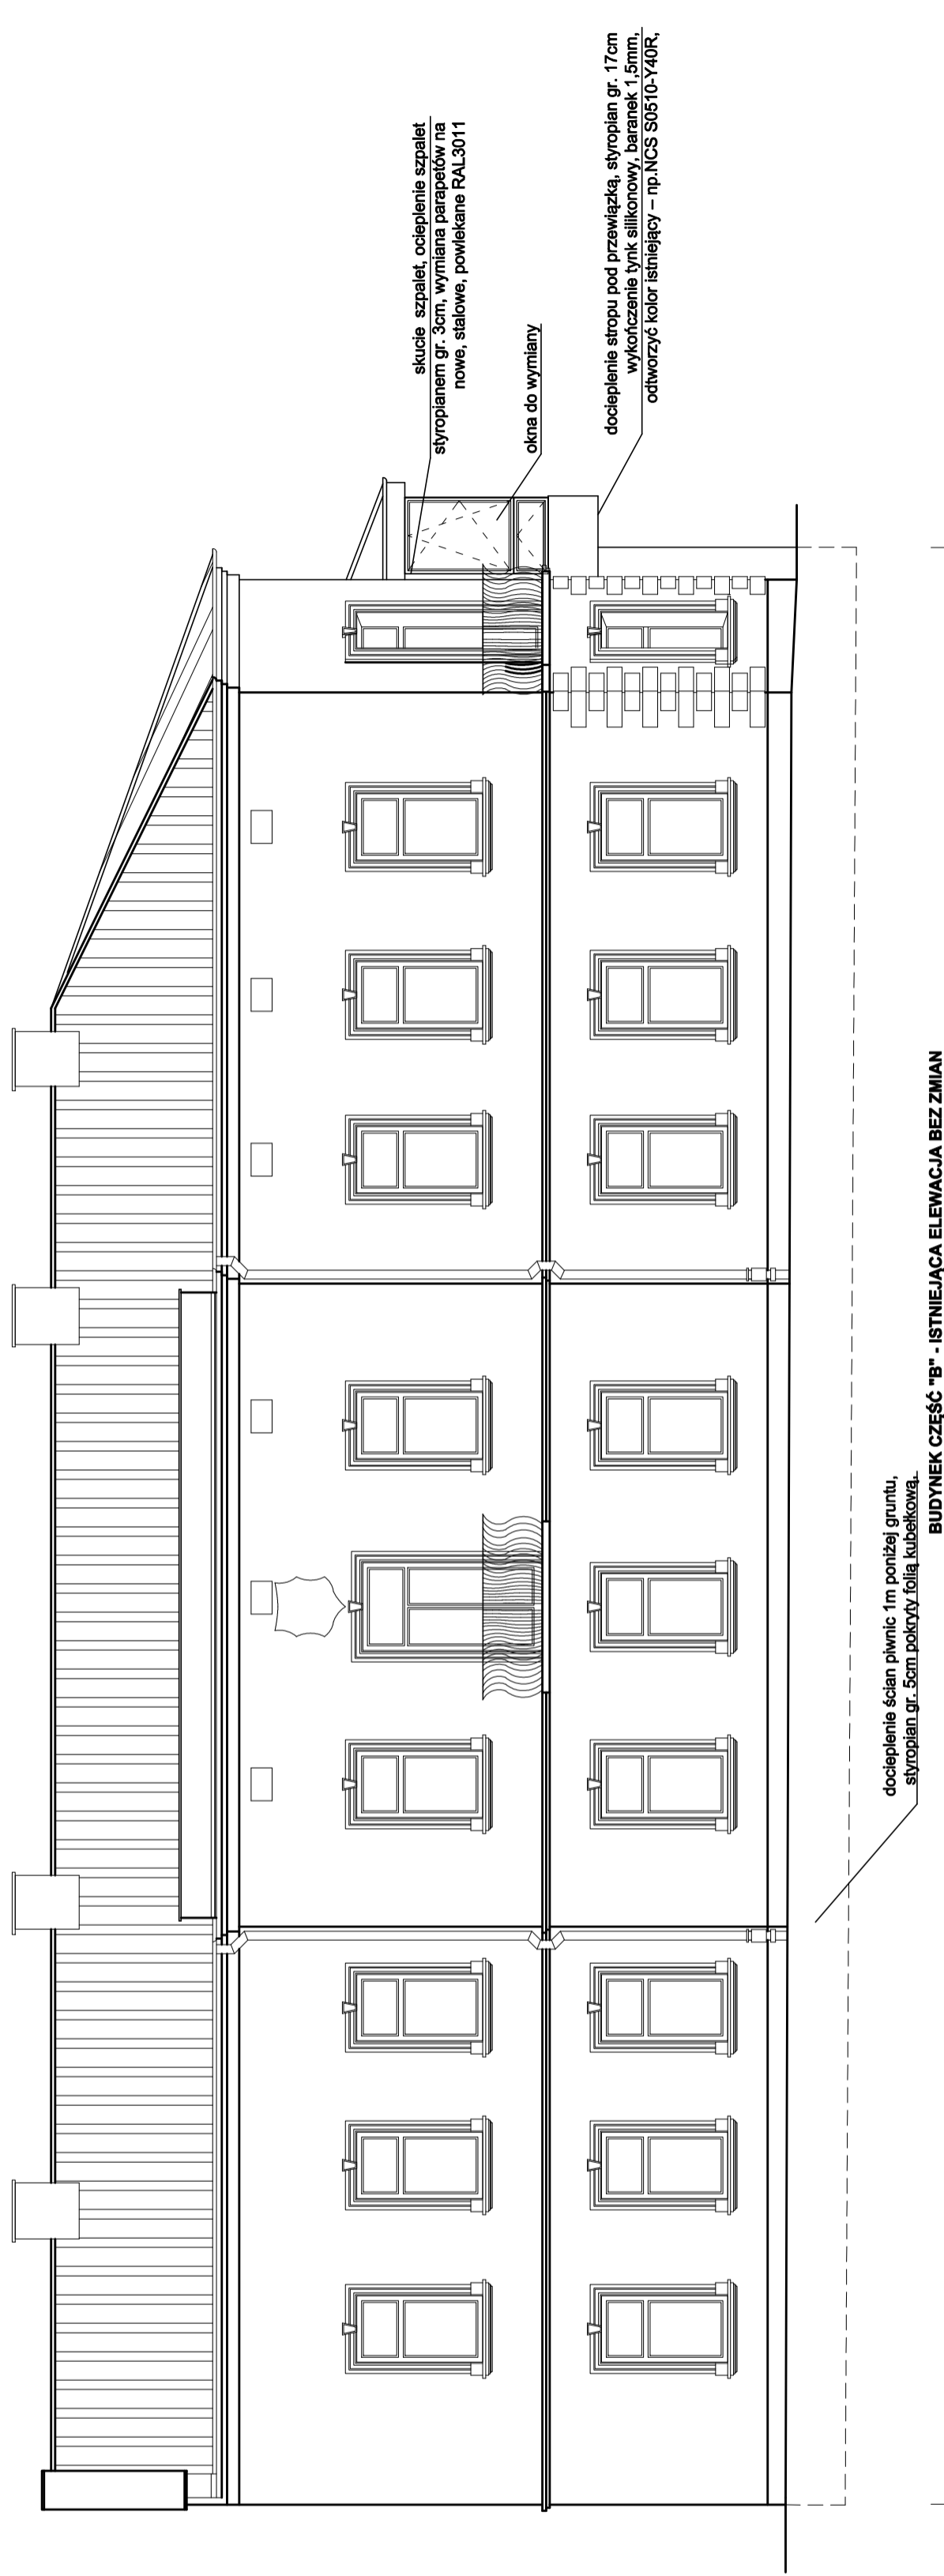 skucie szpalet, ocieplenie szpalet
styropianem gr. 3cm, wymiana parapetów na
nowe, stalowe, powlekane RAL3011
okna do wymiany
docieplenie stropu pod przewiązką, styropian gr. 17cm
wykończenie tynk silikonowy, baranek 1,5mm,
odtworzyć kolor istniejący – np.NCS S0510-Y40R,
docieplenie ścian piwnic 1m poniżej gruntu,
styropian gr. 5cm pokryty folią kubełkową,
BUDYNEK CZĘŚĆ "B" - ISTNIEJĄCA ELEWACJA BEZ ZMIAN